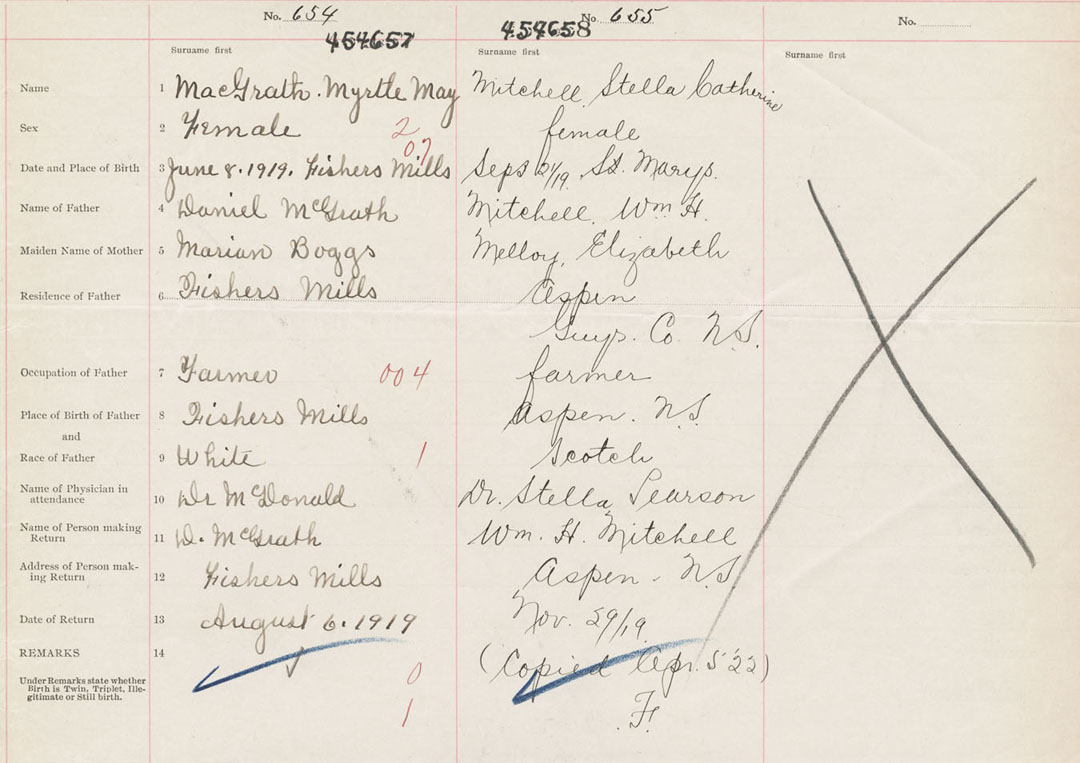 No. 654 No. 655 No.
454657 454658
Surname first Surname first Surname first
Name 1 MacGrath. Myrtle May Mitchell, Stella Catherine
Sex 2 Female 2 female
07
Date and Place of Birth 3 June 8. 1919. Fishers Mills Sept 21/19. St. Marys.
Name of Father 4 Daniel McGrath Mitchell, Wm H.
Maiden Name of Mother 5 Marian Boggs Melloy, Elizabeth
Residence of Father 6 Fishers Mills Aspen
Guys. Co. N.S.
Occupation of Father 7 Farmer 004 farmer
Place of Birth of Father 8 Fishers Mills Aspen. N.S.
and
Race of Father 9 White 1 Scotch
Name of Physician in
attendance 10 Dr McDonald Dr. Stella Pearson
Name of Person making
Return 11 D. McGrath Wm. H. Mitchell
Address of Person mak-
ing Return 12 Fishers Mills Aspen - N.S.
Date of Return 13 August 6. 1919 Nov. 29/19.
REMARKS 14 (Copied Apr. 5 '22)
Under Remarks state whether
Birth is Twin, Triplet, Ille-
gitimate or Still birth.
0
1 F.